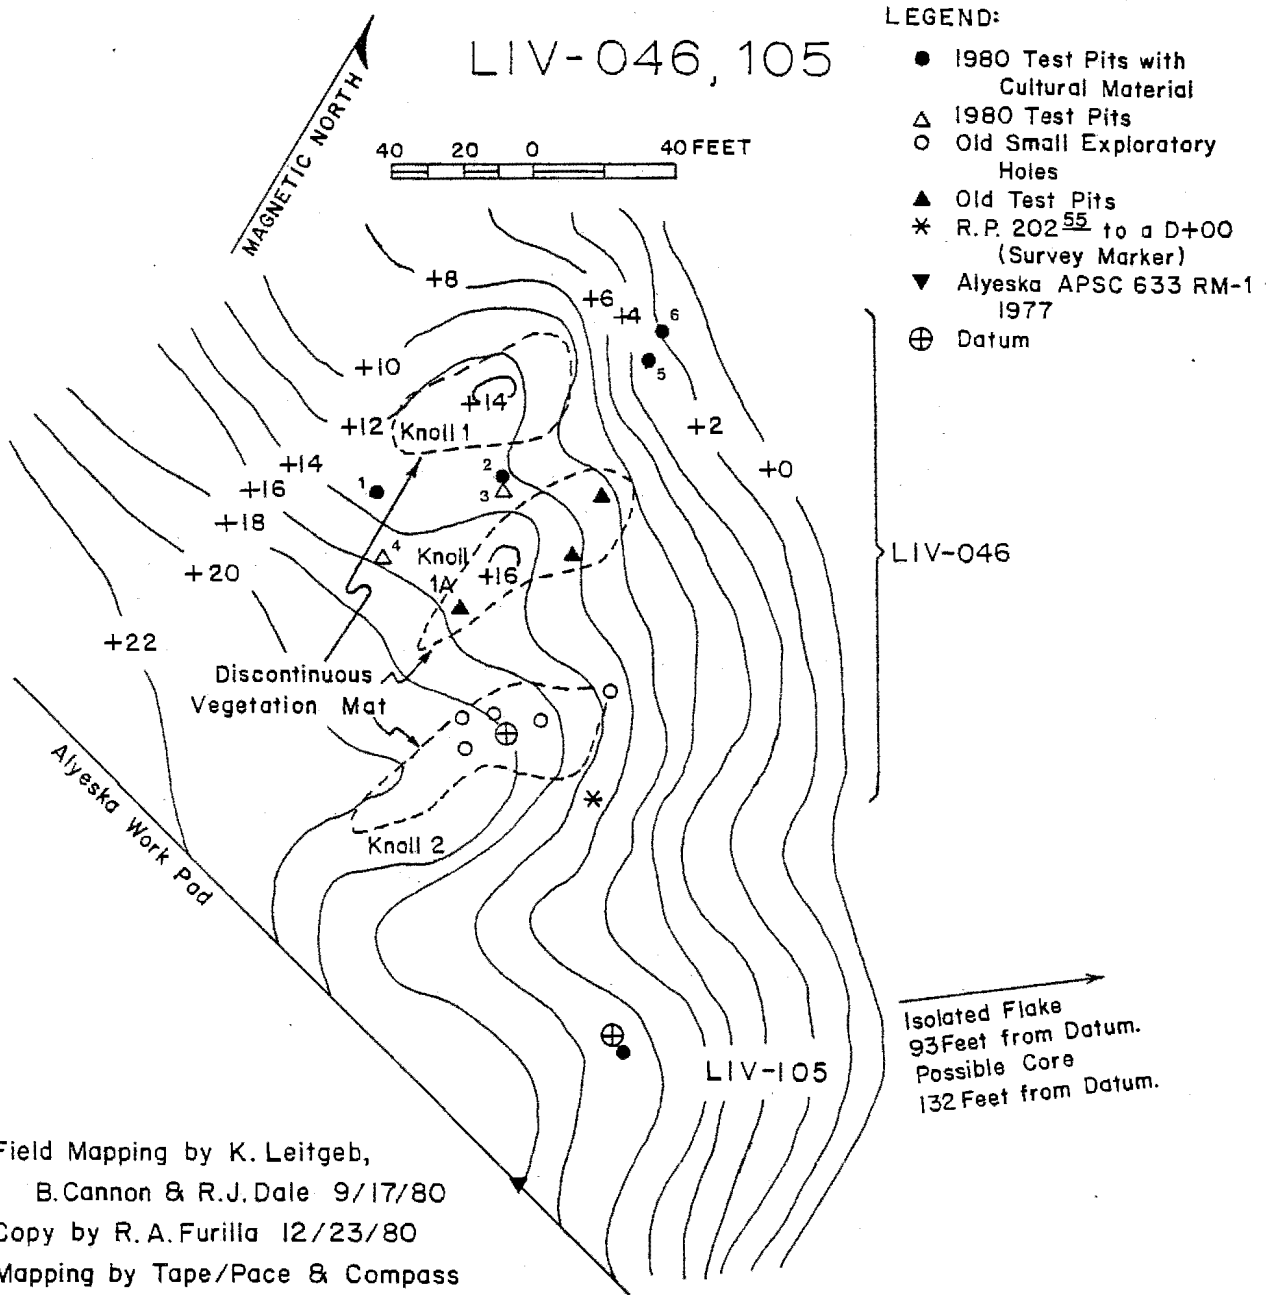 LEGEND:
LIV-046, 105
● 1980 Test Pits with
Cultural Material
△ 1980 Test Pits
○ Old Small Exploratory
Holes
▲ Old Test Pits
✳ R.P. 202 55 to a D+00
(Survey Marker)
▼ Alyeska APSC 633 RM-1
1977
⊕ Datum
MAGNETIC NORTH
40 20 0 40 FEET
+8
+6
+4
6
5
+10
+14
+12
Knoll 1
+2
+0
+14
+16
1
2
3
+18
4
Knoll
1A
+16
+20
LIV-046
+22
Discontinuous
Vegetation Mat
Alyeska Work Pad
Knoll 2
LIV-105
Isolated Flake
93 Feet from Datum.
Possible Core
132 Feet from Datum.
Field Mapping by K. Leitgeb,
B. Cannon & R.J. Dale 9/17/80
Copy by R.A. Furilla 12/23/80
Mapping by Tape/Pace & Compass